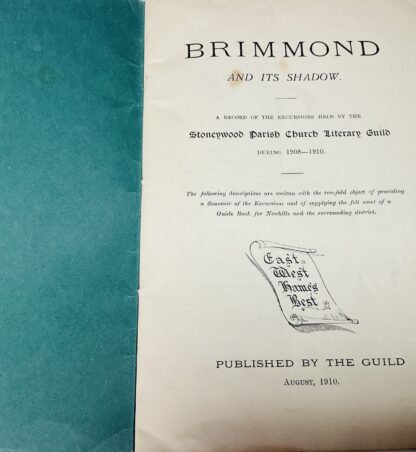 BRIMMOND
AND ITS SHADOW.
A RECORD OF THE EXCURSIONS HELD BY THE
Stoneywood Parish Church Literary Guild
DURING 1908—1910.
The following descriptions are written with the two-fold object of providing
a Souvenir of the Excursions and of supplying the felt want of a
Guide Book for Newhills and the surrounding district.
East
West
Hame's
Best
PUBLISHED BY THE GUILD
AUGUST, 1910.